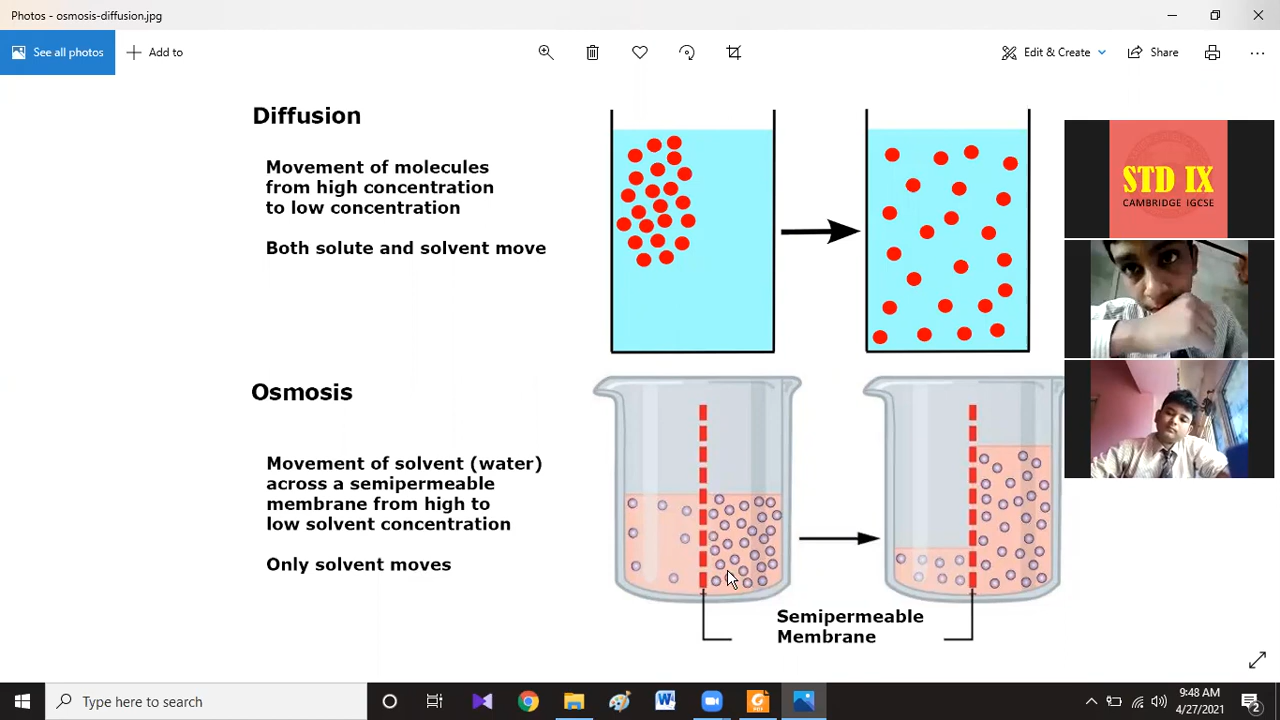 Photos - osmosis-diffusion.jpg
See all photos
Add to
Edit & Create
Share
Diffusion
Movement of molecules
from high concentration
to low concentration
Both solute and solvent move
STD IX
CAMBRIDGE IGCSE
Osmosis
Movement of solvent (water)
across a semipermeable
membrane from high to
low solvent concentration
Only solvent moves
Semipermeable
Membrane
Type here to search
9:48 AM
4/27/2021
2